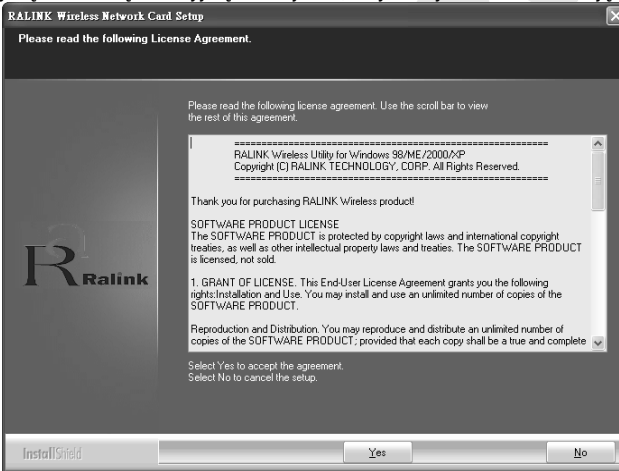 RALINK Wireless Network Card Setup
Please read the following License Agreement.
Please read the following license agreement. Use the scroll bar to view
the rest of this agreement.
========================================================
RALINK Wireless Utility for Windows 98/ME/2000/XP
Copyright (C) RALINK TECHNOLOGY, CORP. All Rights Reserved.
========================================================
Thank you for purchasing RALINK Wireless product!
SOFTWARE PRODUCT LICENSE
The SOFTWARE PRODUCT is protected by copyright laws and international copyright
treaties, as well as other intellectual property laws and treaties. The SOFTWARE PRODUCT
is licensed, not sold.
1. GRANT OF LICENSE. This End-User License Agreement grants you the following
rights:Installation and Use. You may install and use an unlimited number of copies of the
SOFTWARE PRODUCT.
Reproduction and Distribution. You may reproduce and distribute an unlimited number of
copies of the SOFTWARE PRODUCT; provided that each copy shall be a true and complete
Ralink
Select Yes to accept the agreement.
Select No to cancel the setup.
InstallShield
Yes
No